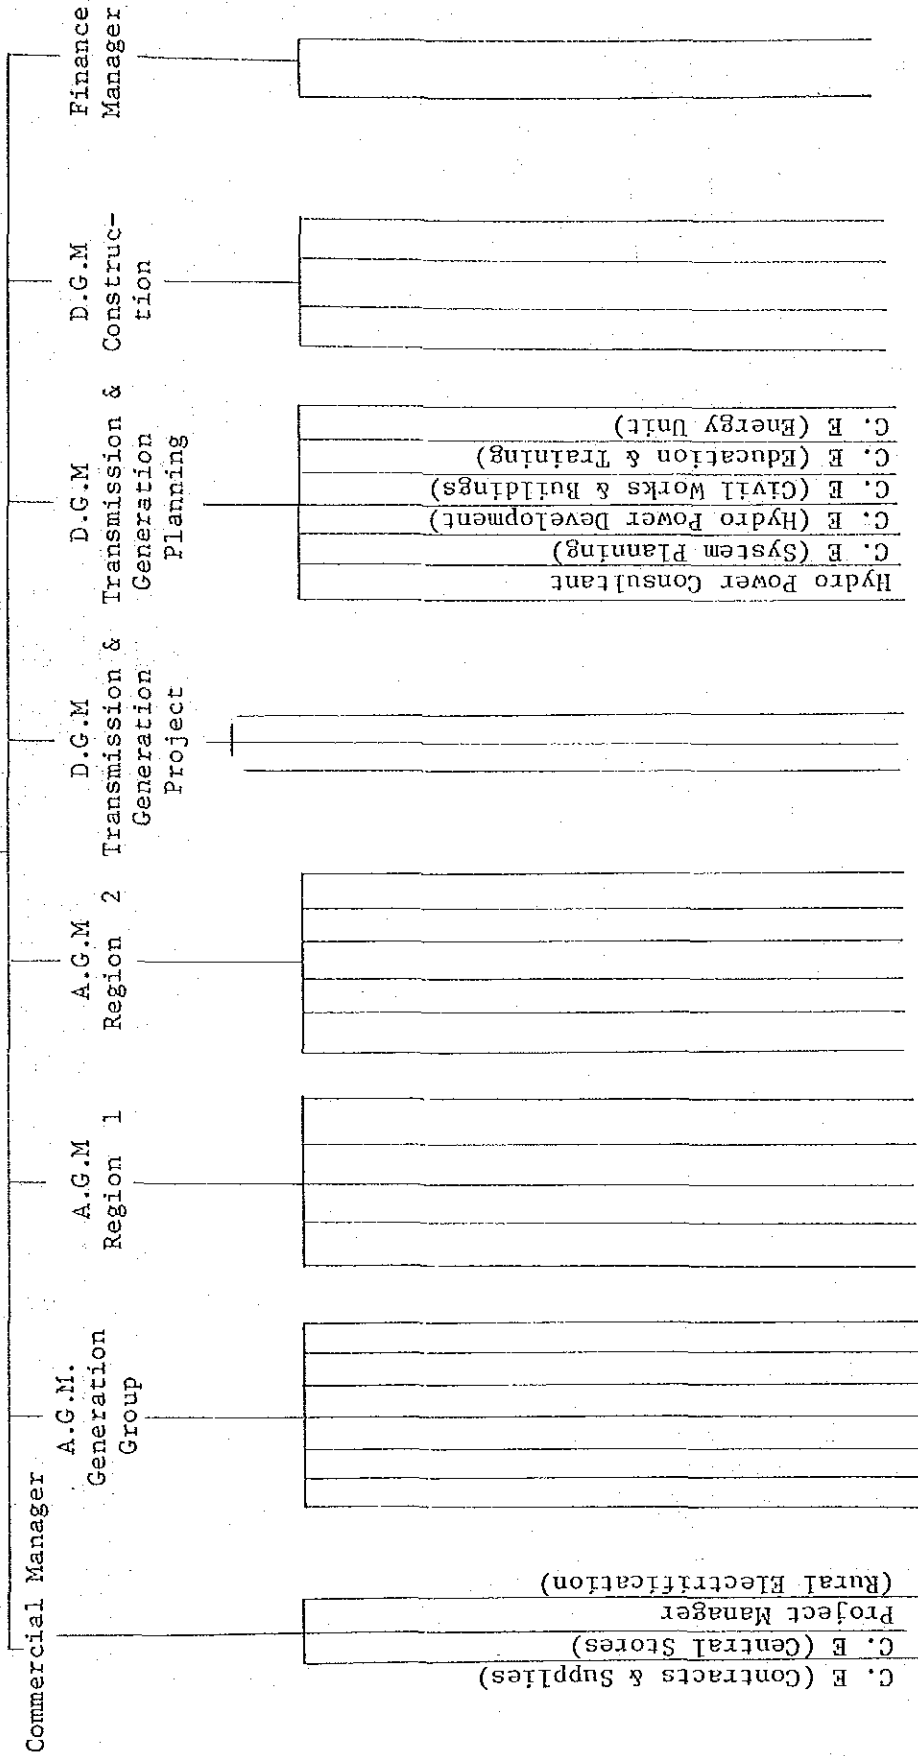 Commercial Manager
A.G.M.
Generation
Group
A.G.M
Region 1
A.G.M
Region 2
D.G.M
Transmission &
Generation
Project
D.G.M
Transmission &
Generation
Planning
D.G.M
Construc-
tion
Finance
Manager
C. E (Contracts & Supplies)
C. E (Central Stores)
Project Manager
(Rural Electrification)
Hydro Power Consultant
C. E (System Planning)
C. E (Hydro Power Development)
C. E (Civil Works & Buildings)
C. E (Education & Training)
C. E (Energy Unit)